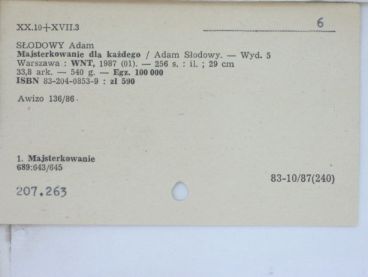 XX.10+XVII.3
6
SŁODOWY Adam
Majsterkowanie dla każdego / Adam Słodowy. — Wyd. 5
Warszawa : WNT, 1987 (01). — 256 s. : il. ; 29 cm
33,8 ark. — 540 g. — Egz. 100 000
ISBN 83-204-0853-9 : zł 590
Awizo 136/86
1. Majsterkowanie
689:643/645
207.263
83-10/87(240)